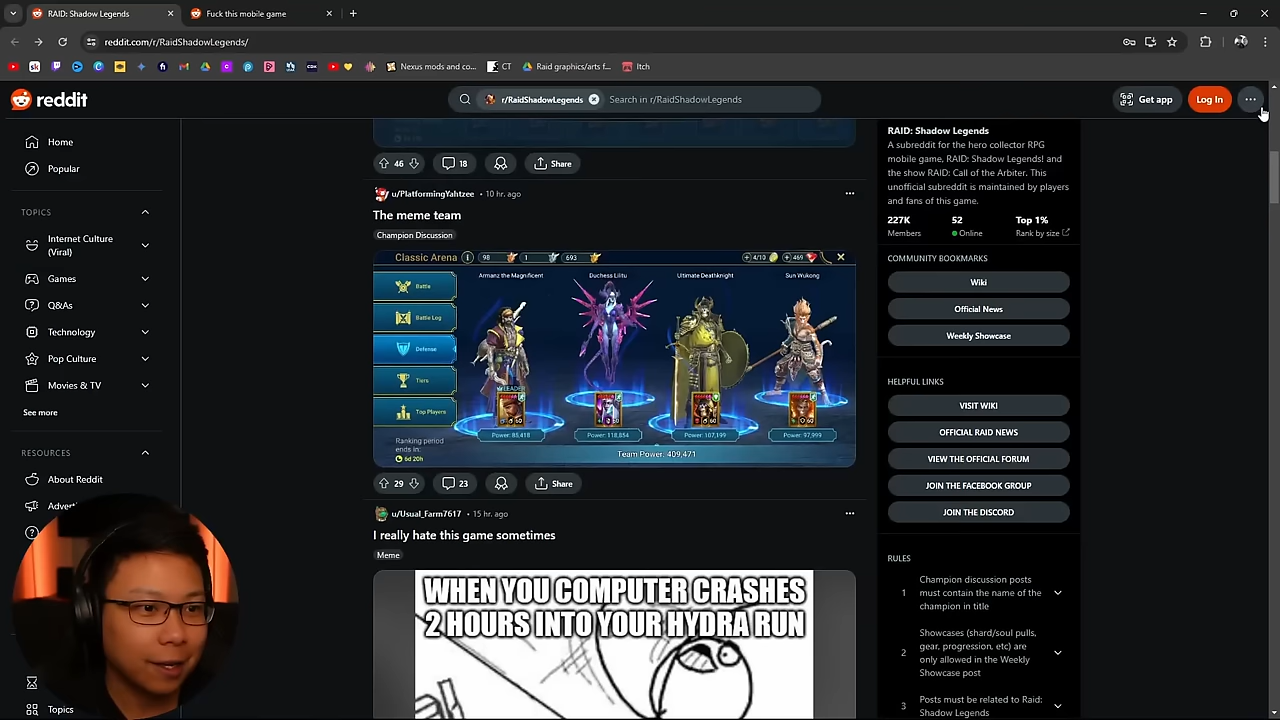 RAID: Shadow Legends
Fuck this mobile game
reddit.com/r/RaidShadowLegends/
Nexus mods and co...
CT
Raid graphics/arts f...
Itch
reddit
r/RaidShadowLegends
Search in r/RaidShadowLegends
Get app
Log In
Home
Popular
TOPICS
Internet Culture
(Viral)
Games
Q&As
Technology
Pop Culture
Movies & TV
See more
RESOURCES
About Reddit
Topics
46
18
Share
u/PlatformingYahtzee • 10 hr. ago
The meme team
Champion Discussion
Classic Arena
98
1
693
4/10
469
Battle
Battle Log
Defense
Tiers
Top Players
Ranking period
ends in:
6d 20h
Armanz the Magnificent
Duchess Lilitu
Ultimate Deathknight
Sun Wukong
LEADER
Power: 85,418
Power: 118,854
Power: 107,199
Power: 97,999
Team Power: 409,471
29
23
Share
u/Usual_Farm7617 • 15 hr. ago
I really hate this game sometimes
Meme
WHEN YOU COMPUTER CRASHES
2 HOURS INTO YOUR HYDRA RUN
RAID: Shadow Legends
A subreddit for the hero collector RPG
mobile game, RAID: Shadow Legends! and
the show RAID: Call of the Arbiter. This
unofficial subreddit is maintained by players
and fans of this game.
227K
Members
52
Online
Top 1%
Rank by size
COMMUNITY BOOKMARKS
Wiki
Official News
Weekly Showcase
HELPFUL LINKS
VISIT WIKI
OFFICIAL RAID NEWS
VIEW THE OFFICIAL FORUM
JOIN THE FACEBOOK GROUP
JOIN THE DISCORD
RULES
1
Champion discussion posts
must contain the name of the
champion in title
2
Showcases (shard/soul pulls,
gear, progression, etc) are
only allowed in the Weekly
Showcase post
3
Posts must be related to Raid:
Shadow Legends